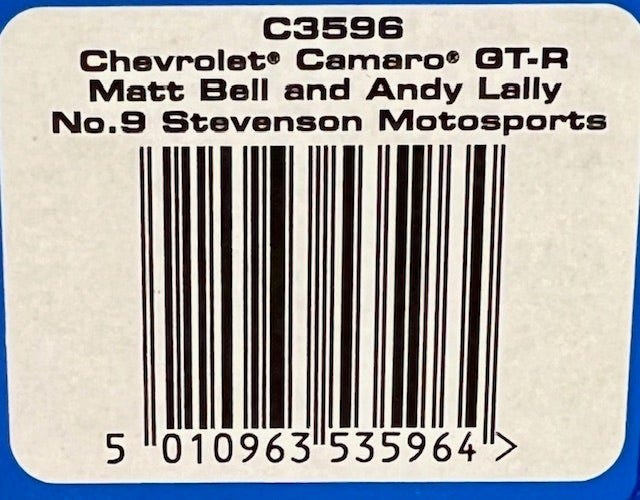 C3596
Chevrolet® Camaro® GT-R
Matt Bell and Andy Lally
No.9 Stevenson Motosports
5 010963 535964 >